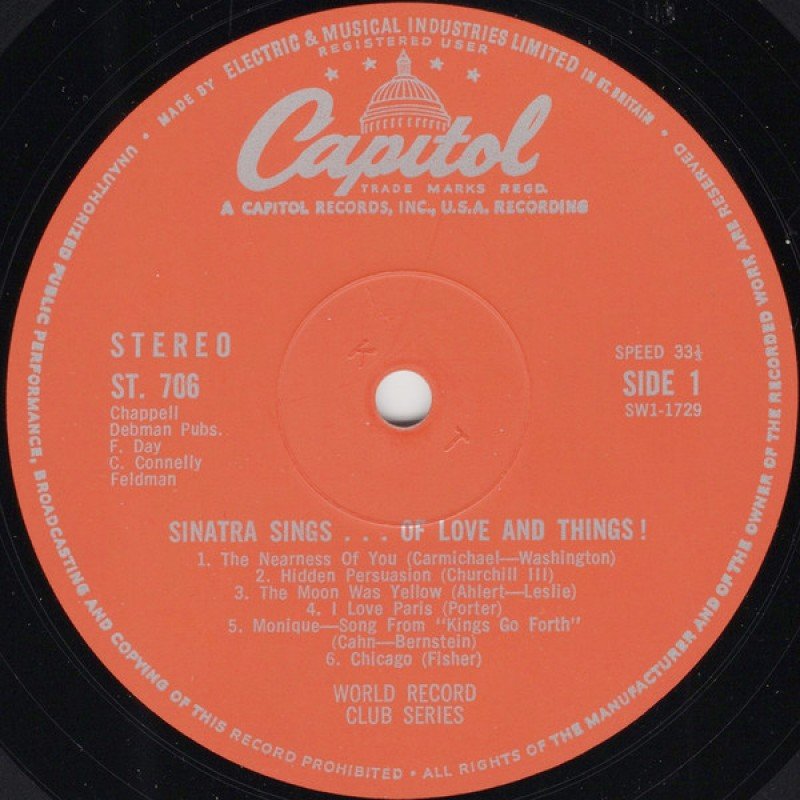 MADE BY ELECTRIC & MUSICAL INDUSTRIES LIMITED IN GT. BRITAIN
REGISTERED USER
Capitol
TRADE MARKS REGD.
A CAPITOL RECORDS, INC., U.S.A. RECORDING
STEREO
ST. 706
Chappell
Debman Pubs.
F. Day
C. Connelly
Feldman
SPEED 33⅓
SIDE 1
SW1-1729
K
T
SINATRA SINGS . . . OF LOVE AND THINGS !
1. The Nearness Of You (Carmichael—Washington)
2. Hidden Persuasion (Churchill III)
3. The Moon Was Yellow (Ahlert—Leslie)
4. I Love Paris (Porter)
5. Monique—Song From "Kings Go Forth"
(Cahn—Bernstein)
6. Chicago (Fisher)
WORLD RECORD
CLUB SERIES
UNAUTHORIZED PUBLIC PERFORMANCE, BROADCASTING AND COPYING OF THIS RECORD PROHIBITED • ALL RIGHTS OF THE MANUFACTURER AND OF THE OWNER OF THE RECORDED WORK ARE RESERVED